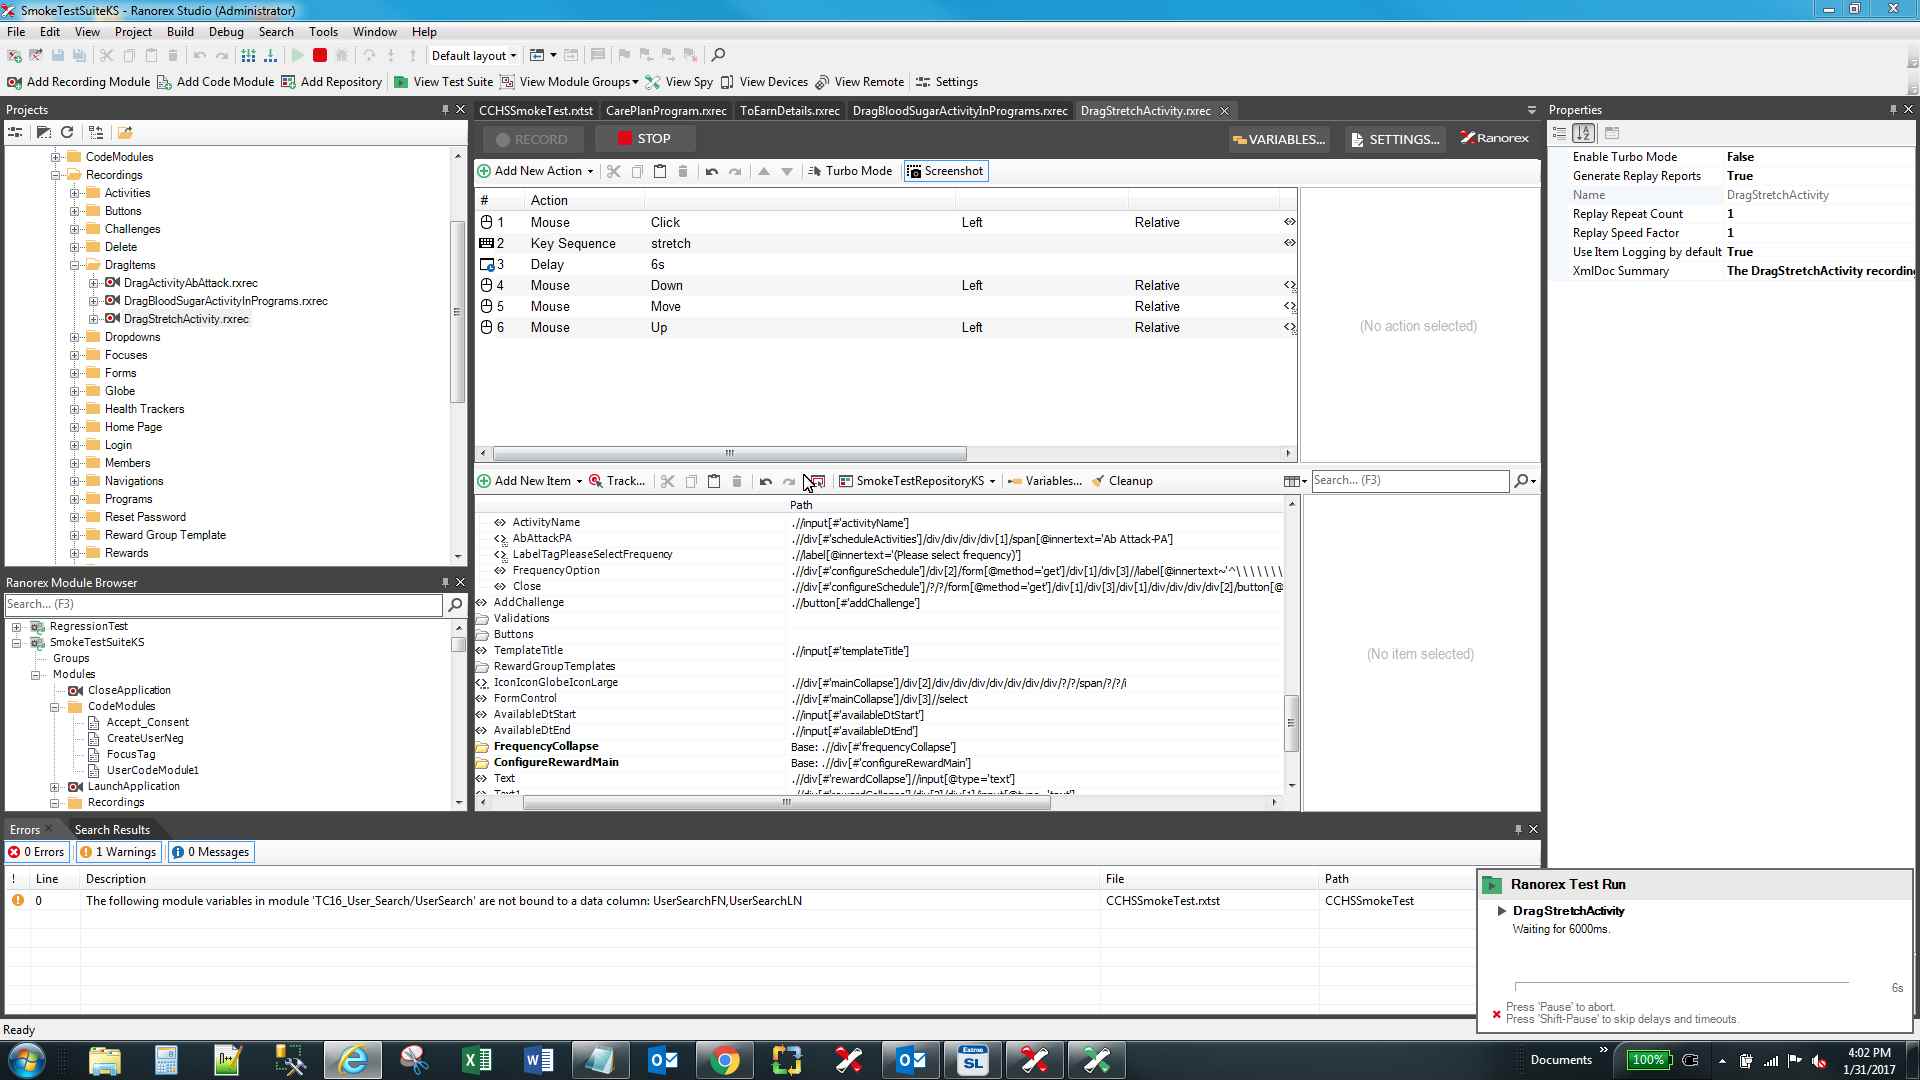 SmokeTestSuiteKS - Ranorex Studio (Administrator)
File Edit View Project Build Debug Search Tools Window Help
Default layout
Add Recording Module Add Code Module Add Repository View Test Suite View Module Groups View Spy View Devices View Remote Settings
Projects
CodeModules
Recordings
Activities
Buttons
Challenges
Delete
DragItems
DragActivityAbAttack.rxrec
DragBloodSugarActivityInPrograms.rxrec
DragStretchActivity.rxrec
Dropdowns
Focuses
Forms
Globe
Health Trackers
Home Page
Login
Members
Navigations
Programs
Reset Password
Reward Group Template
Rewards
Ranorex Module Browser
Search... (F3)
RegressionTest
SmokeTestSuiteKS
Groups
Modules
CloseApplication
CodeModules
Accept_Consent
CreateUserNeg
FocusTag
UserCodeModule1
LaunchApplication
Recordings
CCHSSmokeTest.rxtst CarePlanProgram.rxrec ToEarnDetails.rxrec DragBloodSugarActivityInPrograms.rxrec DragStretchActivity.rxrec
RECORD STOP VARIABLES... SETTINGS... Ranorex
Add New Action Turbo Mode Screenshot
# Action
1 Mouse Click Left Relative
2 Key Sequence stretch
3 Delay 6s
4 Mouse Down Left Relative
5 Mouse Move Relative
6 Mouse Up Left Relative
(No action selected)
Add New Item Track... SmokeTestRepositoryKS Variables... Cleanup Search... (F3)
Path
ActivityName .//input[#'activityName']
AbAttackPA .//div[#'scheduleActivities']/div/div/div/div[1]/span[@innertext='Ab Attack-PA']
LabelTagPleaseSelectFrequency .//label[@innertext='(Please select frequency)']
FrequencyOption .//div[#'configureSchedule']/div[2]/form[@method='get']/div[1]/div[3]//label[@innertext~'^\\\\\\\
Close .//div[#'configureSchedule']/?/?/form[@method='get']/div[1]/div[3]/div[1]/div/div/div/div[2]/button[@
AddChallenge .//button[#'addChallenge']
Validations
Buttons
TemplateTitle .//input[#'templateTitle']
RewardGroupTemplates
IconIconGlobeIconLarge .//div[#'mainCollapse']/div[2]/div/div/div/div/div/div/div/?/?/span/?/?/i
FormControl .//div[#'mainCollapse']/div[3]//select
AvailableDtStart .//input[#'availableDtStart']
AvailableDtEnd .//input[#'availableDtEnd']
FrequencyCollapse Base: .//div[#'frequencyCollapse']
ConfigureRewardMain Base: .//div[#'configureRewardMain']
Text .//div[#'rewardCollapse']//input[@type='text']
Text1 .//div[#'rewardCollapse']/div[2]/div[1]/input[@type='text']
(No item selected)
Properties
Enable Turbo Mode False
Generate Replay Reports True
Name DragStretchActivity
Replay Repeat Count 1
Replay Speed Factor 1
Use Item Logging by default True
XmlDoc Summary The DragStretchActivity recording
Errors Search Results
0 Errors 1 Warnings 0 Messages
! Line Description File Path
0 The following module variables in module 'TC16_User_Search/UserSearch' are not bound to a data column: UserSearchFN,UserSearchLN CCHSSmokeTest.rxtst CCHSSmokeTest
Ranorex Test Run
DragStretchActivity
Waiting for 6000ms.
6s
Press 'Pause' to abort.
Press 'Shift-Pause' to skip delays and timeouts.
Ready
Documents 100% 4:02 PM
1/31/2017